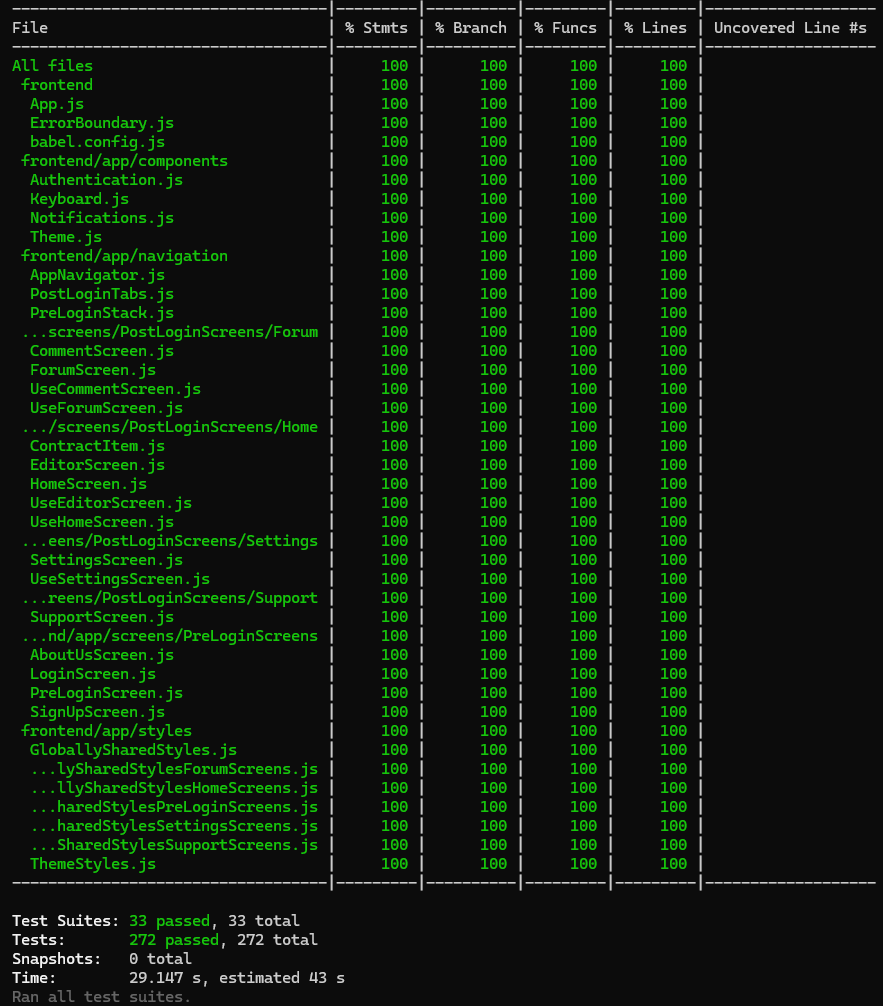 -----------------------------------|---------|----------|---------|---------|-------------------
File                               | % Stmts | % Branch | % Funcs | % Lines | Uncovered Line #s
-----------------------------------|---------|----------|---------|---------|-------------------
All files                          |     100 |      100 |     100 |     100 |
 frontend                          |     100 |      100 |     100 |     100 |
  App.js                           |     100 |      100 |     100 |     100 |
  ErrorBoundary.js                 |     100 |      100 |     100 |     100 |
  babel.config.js                  |     100 |      100 |     100 |     100 |
 frontend/app/components           |     100 |      100 |     100 |     100 |
  Authentication.js                |     100 |      100 |     100 |     100 |
  Keyboard.js                      |     100 |      100 |     100 |     100 |
  Notifications.js                 |     100 |      100 |     100 |     100 |
  Theme.js                         |     100 |      100 |     100 |     100 |
 frontend/app/navigation           |     100 |      100 |     100 |     100 |
  AppNavigator.js                  |     100 |      100 |     100 |     100 |
  PostLoginTabs.js                 |     100 |      100 |     100 |     100 |
  PreLoginStack.js                 |     100 |      100 |     100 |     100 |
 ...screens/PostLoginScreens/Forum |     100 |      100 |     100 |     100 |
  CommentScreen.js                 |     100 |      100 |     100 |     100 |
  ForumScreen.js                   |     100 |      100 |     100 |     100 |
  UseCommentScreen.js              |     100 |      100 |     100 |     100 |
  UseForumScreen.js                |     100 |      100 |     100 |     100 |
 .../screens/PostLoginScreens/Home |     100 |      100 |     100 |     100 |
  ContractItem.js                  |     100 |      100 |     100 |     100 |
  EditorScreen.js                  |     100 |      100 |     100 |     100 |
  HomeScreen.js                    |     100 |      100 |     100 |     100 |
  UseEditorScreen.js               |     100 |      100 |     100 |     100 |
  UseHomeScreen.js                 |     100 |      100 |     100 |     100 |
 ...eens/PostLoginScreens/Settings |     100 |      100 |     100 |     100 |
  SettingsScreen.js                |     100 |      100 |     100 |     100 |
  UseSettingsScreen.js             |     100 |      100 |     100 |     100 |
 ...reens/PostLoginScreens/Support |     100 |      100 |     100 |     100 |
  SupportScreen.js                 |     100 |      100 |     100 |     100 |
 ...nd/app/screens/PreLoginScreens |     100 |      100 |     100 |     100 |
  AboutUsScreen.js                 |     100 |      100 |     100 |     100 |
  LoginScreen.js                   |     100 |      100 |     100 |     100 |
  PreLoginScreen.js                |     100 |      100 |     100 |     100 |
  SignUpScreen.js                  |     100 |      100 |     100 |     100 |
 frontend/app/styles               |     100 |      100 |     100 |     100 |
  GloballySharedStyles.js          |     100 |      100 |     100 |     100 |
  ...lySharedStylesForumScreens.js |     100 |      100 |     100 |     100 |
  ...llySharedStylesHomeScreens.js |     100 |      100 |     100 |     100 |
  ...haredStylesPreLoginScreens.js |     100 |      100 |     100 |     100 |
  ...haredStylesSettingsScreens.js |     100 |      100 |     100 |     100 |
  ...SharedStylesSupportScreens.js |     100 |      100 |     100 |     100 |
  ThemeStyles.js                   |     100 |      100 |     100 |     100 |
-----------------------------------|---------|----------|---------|---------|-------------------
Test Suites: 33 passed, 33 total
Tests:       272 passed, 272 total
Snapshots:   0 total
Time:        29.147 s, estimated 43 s
Ran all test suites.